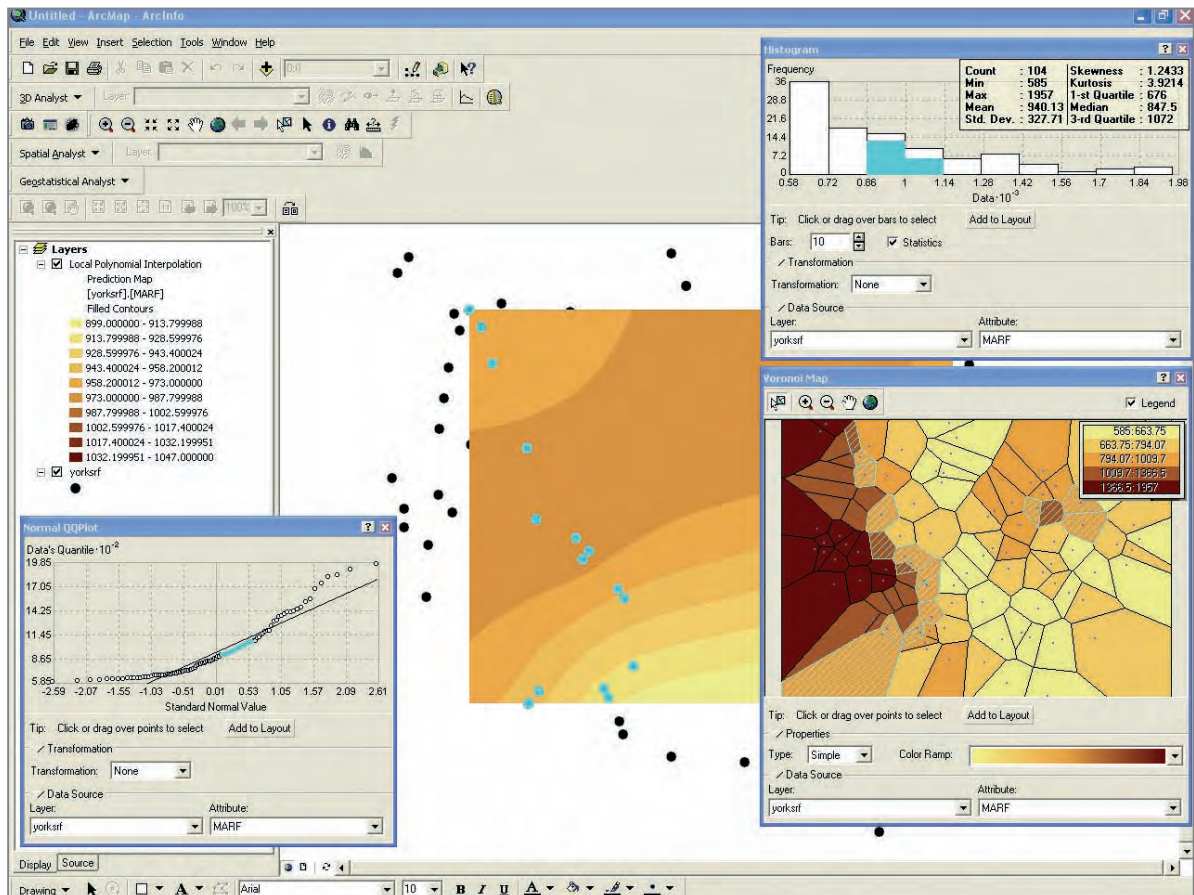 Untitled - ArcMap - ArcInfo
File Edit View Insert Selection Tools Window Help
0:0
3D Analyst
Layer:
Spatial Analyst
Layer:
Geostatistical Analyst
100%
Layers
Local Polynomial Interpolation
Prediction Map
[yorksrf].[MARF]
Filled Contours
899.000000 - 913.799988
913.799988 - 928.599976
928.599976 - 943.400024
943.400024 - 958.200012
958.200012 - 973.000000
973.000000 - 987.799988
987.799988 - 1002.599976
1002.599976 - 1017.400024
1017.400024 - 1032.199951
1032.199951 - 1047.000000
yorksrf
Normal QQPlot
Data's Quantile·10⁻²
19.85
17.05
14.25
11.45
8.65
5.85
-2.59 -2.07 -1.55 -1.03 -0.51 0.01 0.53 1.05 1.57 2.09 2.61
Standard Normal Value
Tip: Click or drag over points to select Add to Layout
Transformation
Transformation: None
Data Source
Layer: Attribute:
yorksrf MARF
Display Source
Drawing Arial 10 B I U A
Histogram
Frequency
36
28.8
21.6
14.4
7.2
0
0.58 0.72 0.86 1 1.14 1.28 1.42 1.56 1.7 1.84 1.98
Data·10⁻³
Count : 104 Skewness : 1.2433
Min : 585 Kurtosis : 3.9214
Max : 1957 1-st Quartile : 676
Mean : 940.13 Median : 847.5
Std. Dev. : 327.71 3-rd Quartile : 1072
Tip: Click or drag over bars to select Add to Layout
Bars: 10 Statistics
Transformation
Transformation: None
Data Source
Layer: Attribute:
yorksrf MARF
Voronoi Map
Legend
585:663.75
663.75:794.07
794.07:1009.7
1009.7:1366.5
1366.5:1957
Tip: Click or drag over points to select Add to Layout
Properties
Type: Simple Color Ramp:
Data Source
Layer: Attribute:
yorksrf MARF